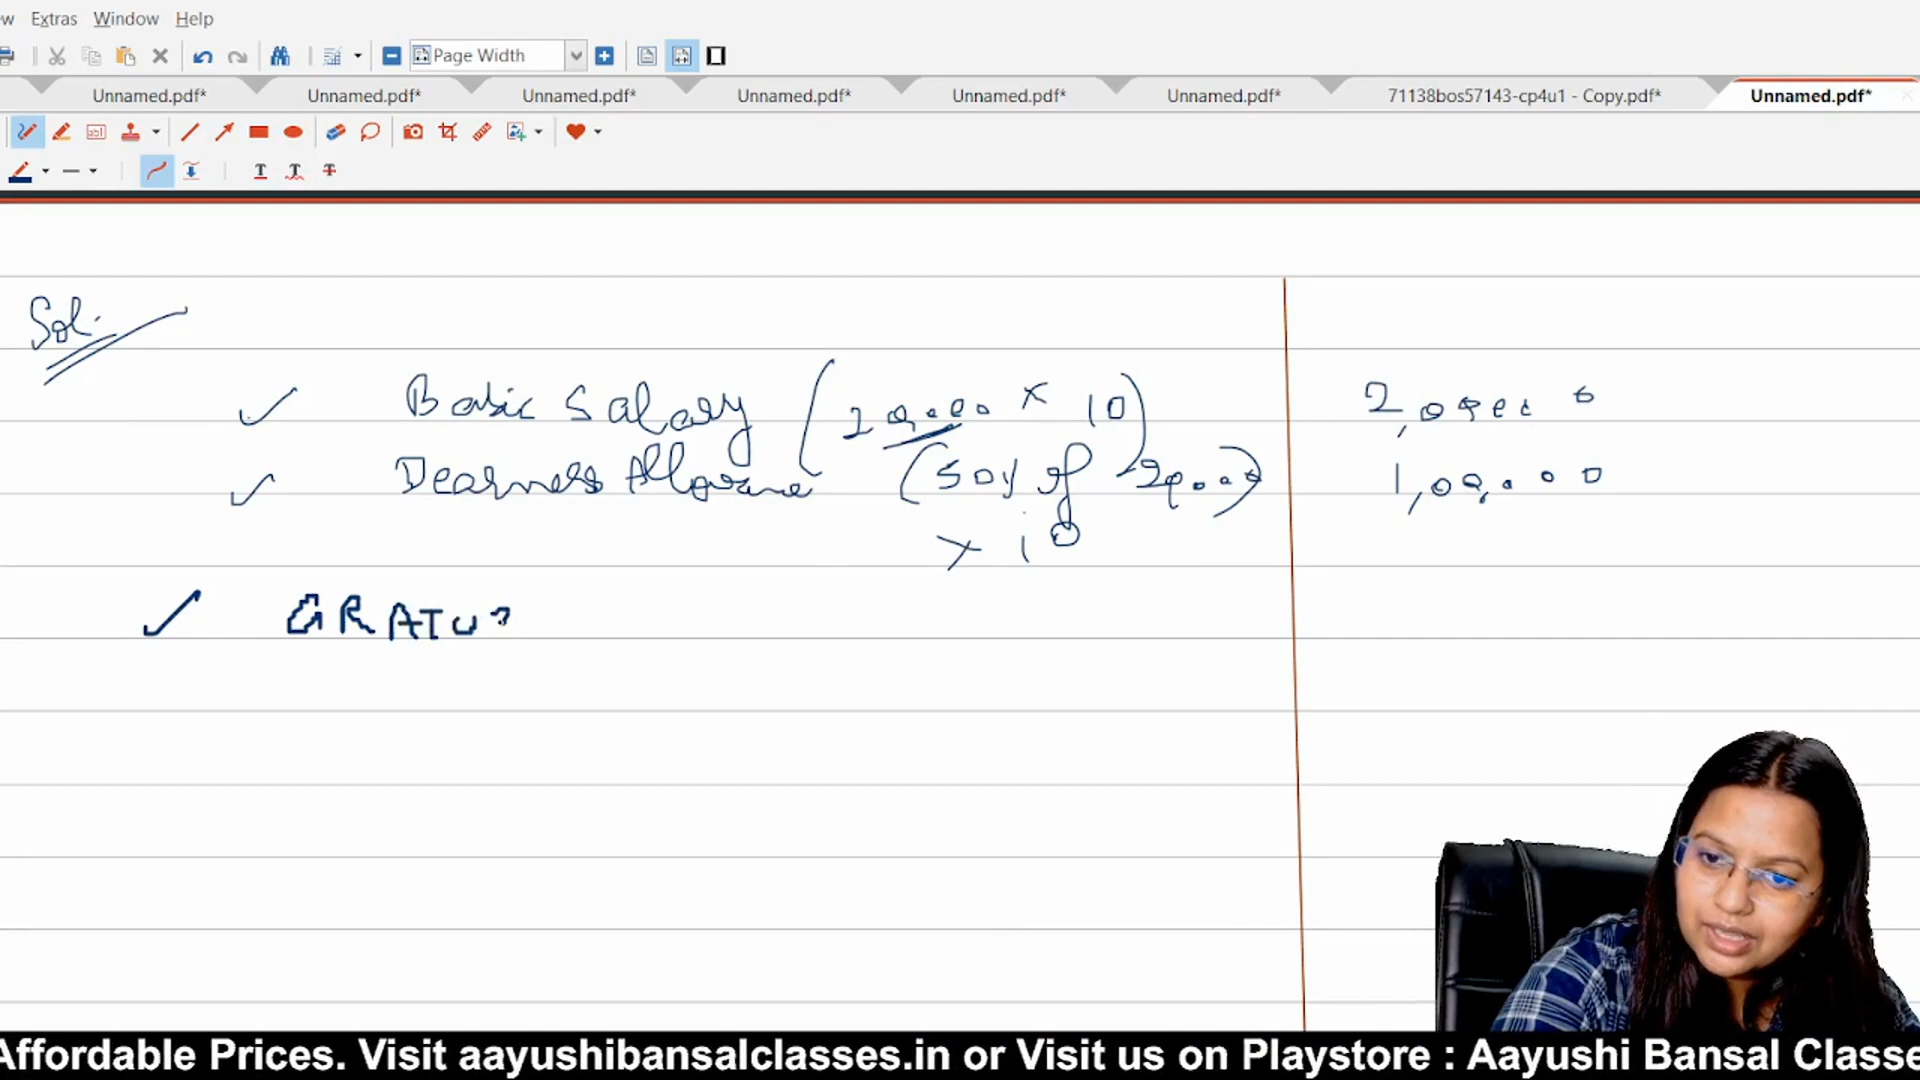 Extras Window Help
Page Width
Unnamed.pdf* Unnamed.pdf* Unnamed.pdf* Unnamed.pdf* Unnamed.pdf* Unnamed.pdf* 71138bos57143-cp4u1 - Copy.pdf* Unnamed.pdf*
Sol.
Basic Salary (20,000 × 10) 2,00,000
Dearness Allowance (50% of 20,000) 1,00,000
× 10
GRATU
Affordable Prices. Visit aayushibansalclasses.in or Visit us on Playstore : Aayushi Bansal Classe